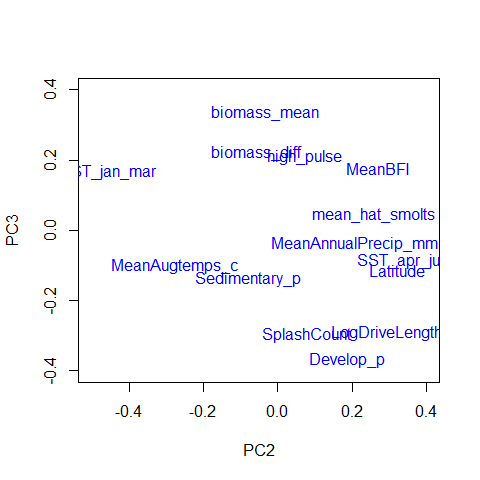 0.4
biomass_mean
biomass_diff
high_pulse
0.2
ST_jan_mar
MeanBFI
mean_hat_smolts
0.0
PC3
MeanAnnualPrecip_mm
SST_apr_ju
MeanAugtemps_c
Latitude
Sedimentary_p
-0.2
SplashCount
LogDriveLength
Develop_p
-0.4
-0.4 -0.2 0.0 0.2 0.4
PC2